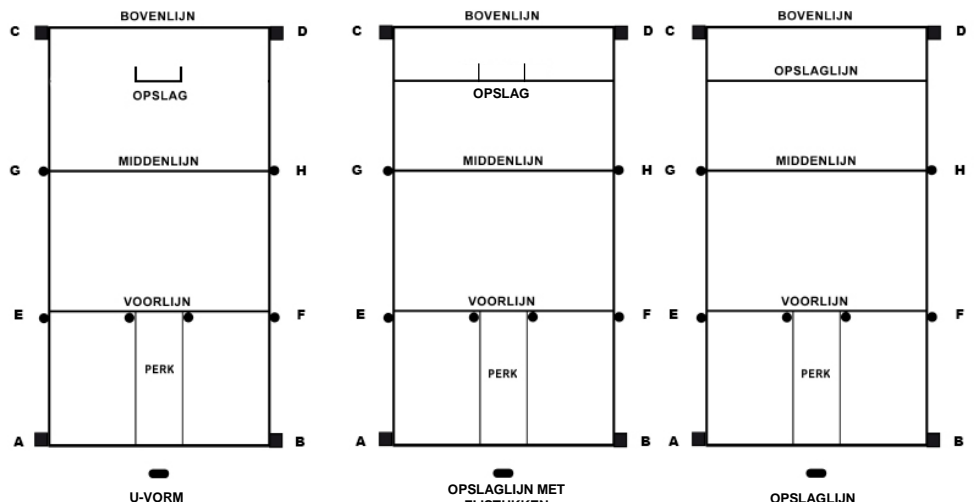 BOVENLIJN BOVENLIJN BOVENLIJN
C D C D C D
OPSLAGLIJN
OPSLAG OPSLAG
MIDDENLIJN MIDDENLIJN MIDDENLIJN
G H G H G H
VOORLIJN VOORLIJN VOORLIJN
E F E F E F
PERK PERK PERK
A B A B A B
U-VORM OPSLAGLIJN MET OPSLAGLIJN